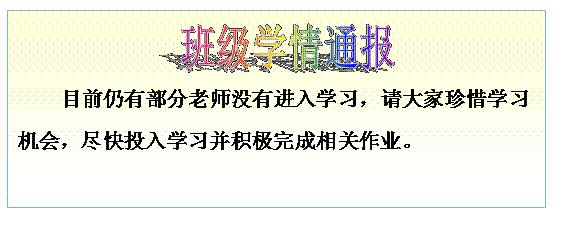 班级学情通报
目前仍有部分老师没有进入学习，请大家珍惜学习
机会，尽快投入学习并积极完成相关作业。